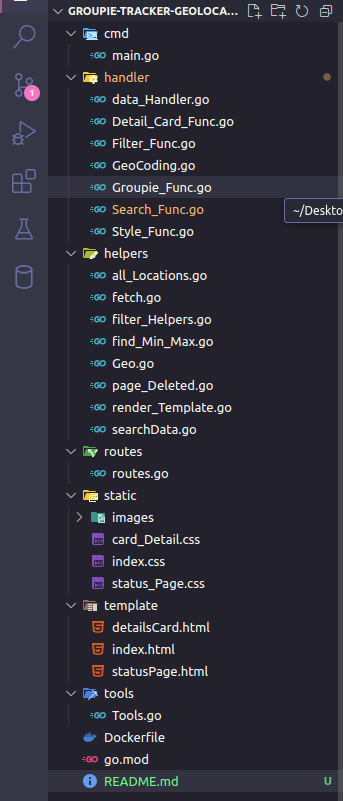 GROUPIE-TRACKER-GEOLOCA...
cmd
main.go
handler
data_Handler.go
Detail_Card_Func.go
Filter_Func.go
GeoCoding.go
Groupie_Func.go
Search_Func.go
~/Deskto
Style_Func.go
helpers
all_Locations.go
fetch.go
filter_Helpers.go
find_Min_Max.go
Geo.go
page_Deleted.go
render_Template.go
searchData.go
routes
routes.go
static
images
card_Detail.css
index.css
status_Page.css
template
detailsCard.html
index.html
statusPage.html
tools
Tools.go
Dockerfile
go.mod
README.md U
1